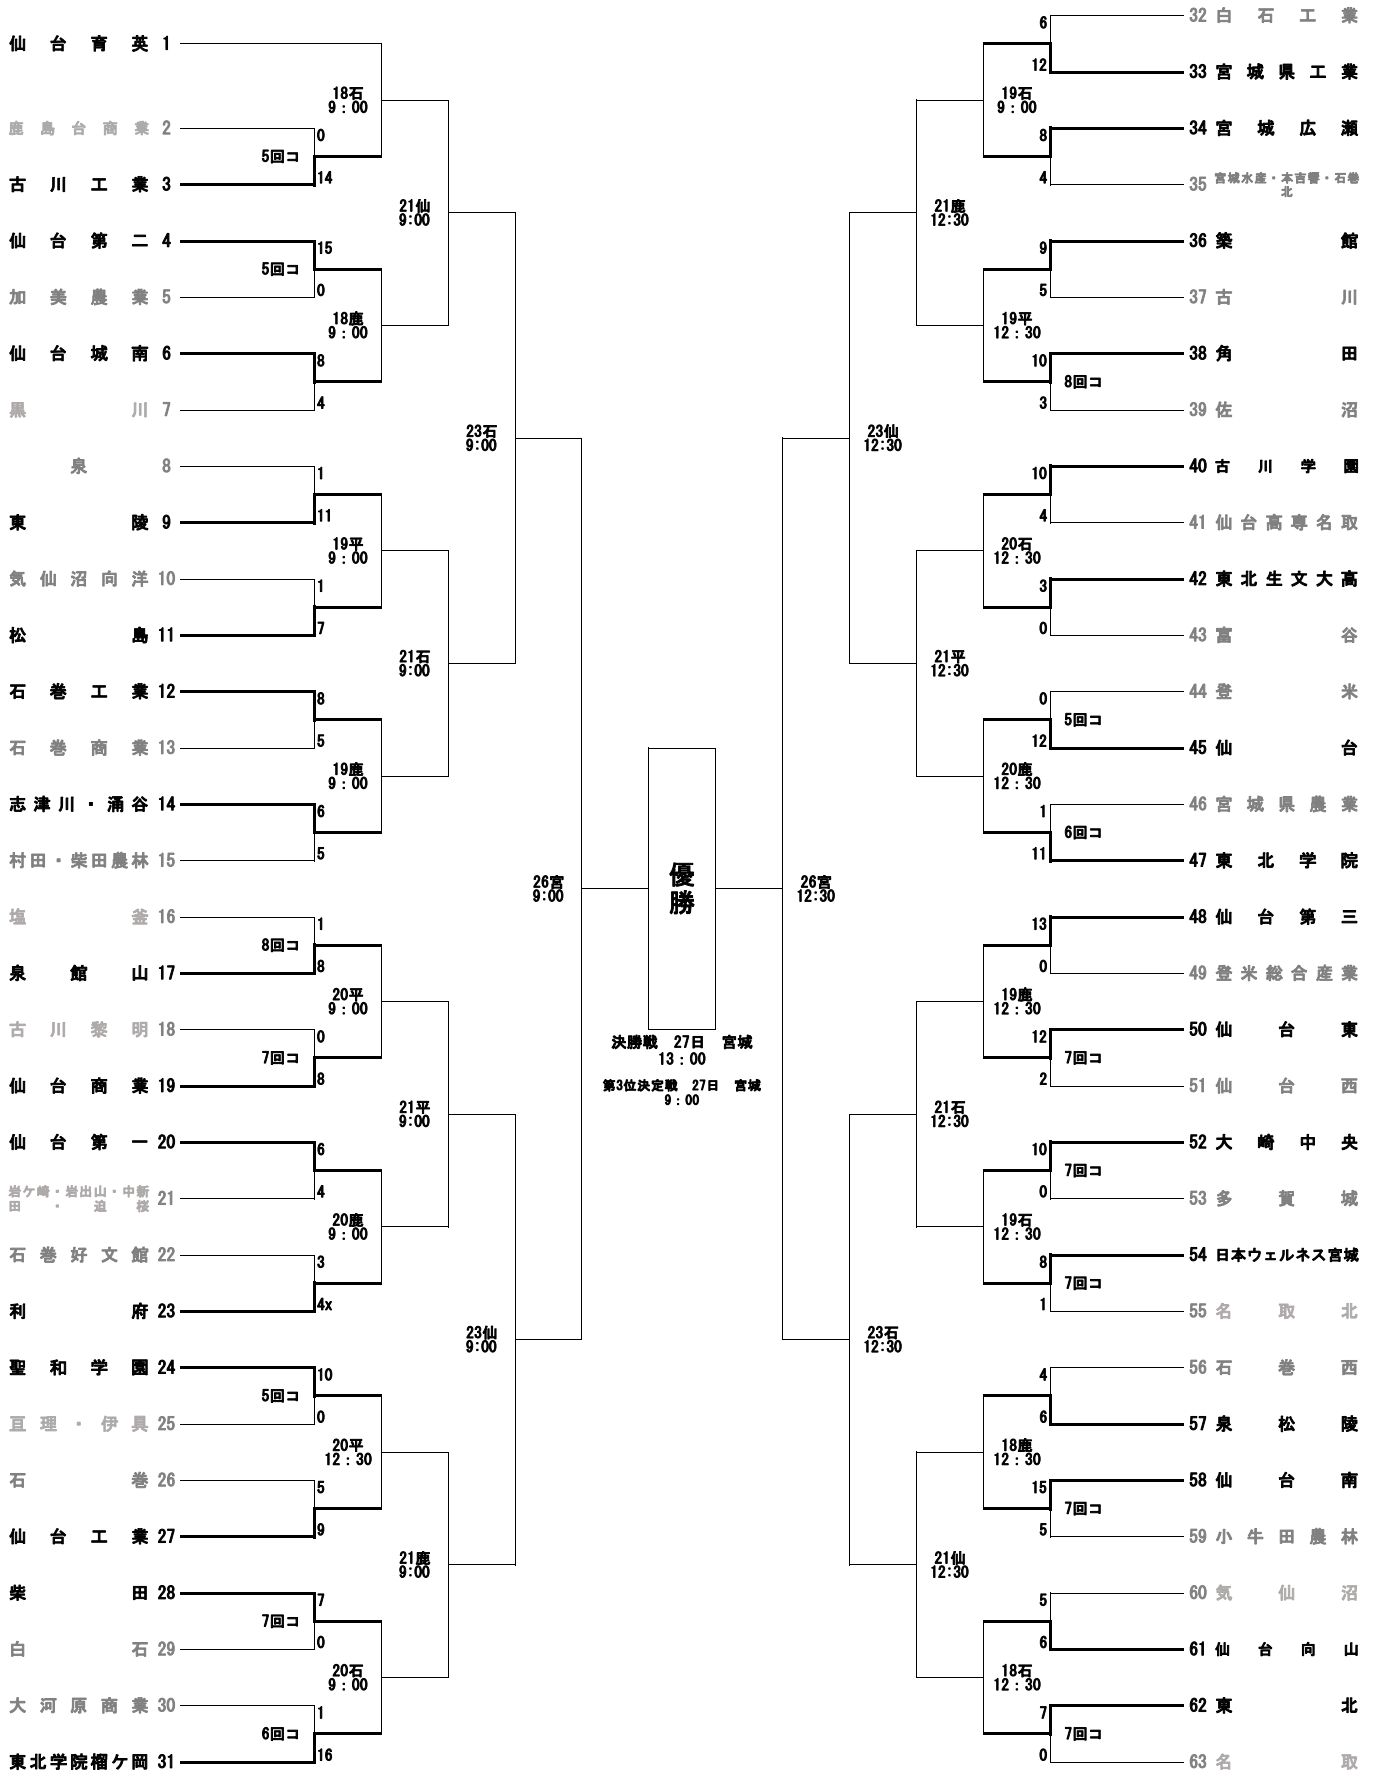 仙台育英 1
18石
9：00
鹿島台商業 2
0
5回コ
古川工業 3
14
21仙
9:00
仙台第二 4
15
5回コ
加美農業 5
0
18鹿
9：00
仙台城南 6
8
黒川 7
4
23石
9:00
泉 8
1
東陵 9
11
19平
9：00
気仙沼向洋 10
1
松島 11
7
21石
9:00
石巻工業 12
8
石巻商業 13
5
19鹿
9：00
志津川・涌谷 14
6
村田・柴田農林 15
5
26宮
9:00
塩釜 16
1
8回コ
泉館山 17
8
20平
9：00
古川黎明 18
0
7回コ
仙台商業 19
8
21平
9:00
仙台第一 20
6
岩ケ崎・岩出山・中新
田・迫桜 21
4
20鹿
9：00
石巻好文館 22
3
利府 23
4x
23仙
9:00
聖和学園 24
10
5回コ
亘理・伊具 25
0
20平
12：30
石巻 26
5
仙台工業 27
9
21鹿
9:00
柴田 28
7
7回コ
白石 29
0
20石
9：00
大河原商業 30
1
6回コ
東北学院榴ケ岡 31
16
優勝
決勝戦　27日　宮城
13：00
第3位決定戦　27日　宮城
9：00
32 白石工業
6
33 宮城県工業
12
19石
9：00
34 宮城広瀬
8
35 宮城水産・本吉響・石巻
北
4
21鹿
12:30
36 築館
9
37 古川
5
19平
12：30
38 角田
10
8回コ
39 佐沼
3
23仙
12:30
40 古川学園
10
41 仙台高専名取
4
20石
12：30
42 東北生文大高
3
43 富谷
0
21平
12:30
44 登米
0
5回コ
45 仙台
12
20鹿
12：30
46 宮城県農業
1
6回コ
47 東北学院
11
26宮
12:30
48 仙台第三
13
49 登米総合産業
0
19鹿
12：30
50 仙台東
12
7回コ
51 仙台西
2
21石
12:30
52 大崎中央
10
7回コ
53 多賀城
0
19石
12：30
54 日本ウェルネス宮城
8
7回コ
55 名取北
1
23石
12:30
56 石巻西
4
57 泉松陵
6
18鹿
12：30
58 仙台南
15
7回コ
59 小牛田農林
5
21仙
12:30
60 気仙沼
5
61 仙台向山
6
18石
12：30
62 東北
7
7回コ
63 名取
0